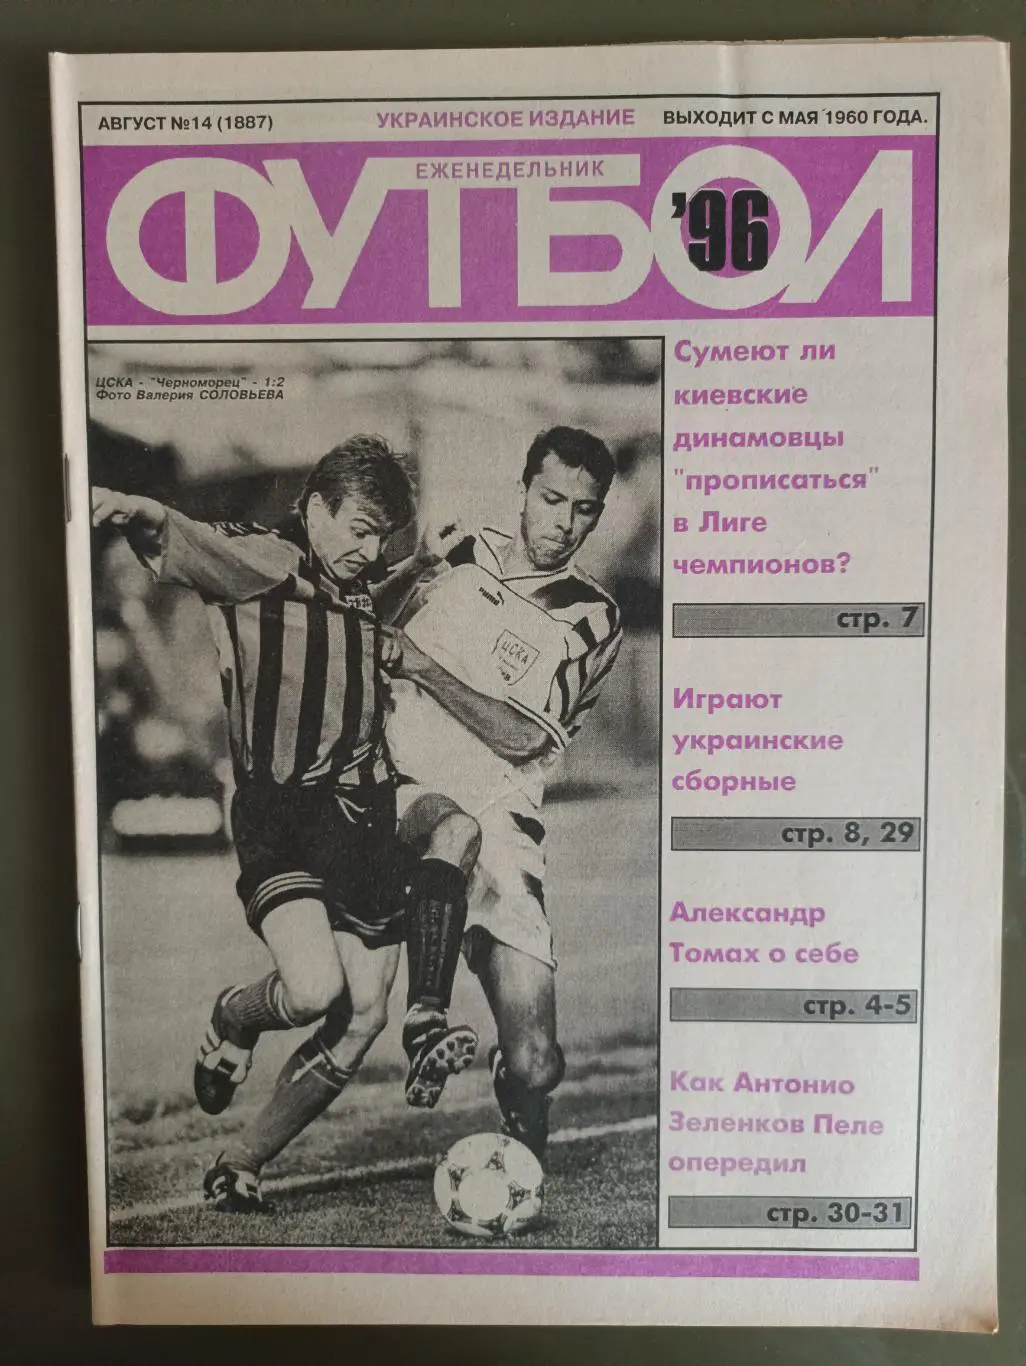 АВГУСТ №14 (1887)
УКРАИНСКОЕ ИЗДАНИЕ
ВЫХОДИТ С МАЯ 1960 ГОДА.
ЕЖЕНЕДЕЛЬНИК
ФУТБОЛ
'96
ЦСКА - "Черноморец" - 1:2
Фото Валерия СОЛОВЬЕВА
Сумеют ли
киевские
динамовцы
"прописаться"
в Лиге
чемпионов?
стр. 7
Играют
украинские
сборные
стр. 8, 29
Александр
Томах о себе
стр. 4-5
Как Антонио
Зеленков Пеле
опередил
стр. 30-31
PUMA
ЦСКА